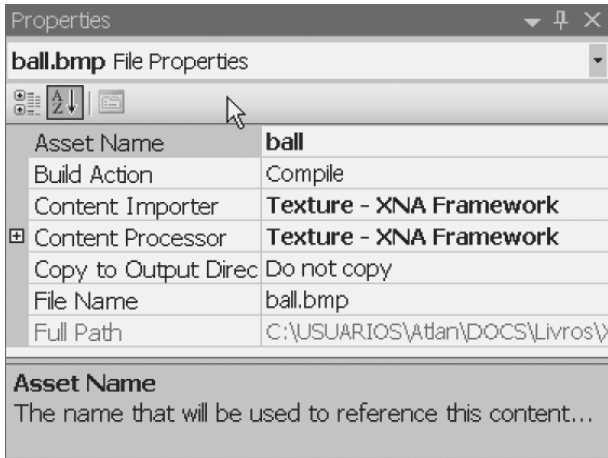 Properties
ball.bmp File Properties
Asset Name ball
Build Action Compile
Content Importer Texture - XNA Framework
Content Processor Texture - XNA Framework
Copy to Output Direc Do not copy
File Name ball.bmp
Full Path C:\USUARIOS\Atlan\DOCS\Livros\X
Asset Name
The name that will be used to reference this content...